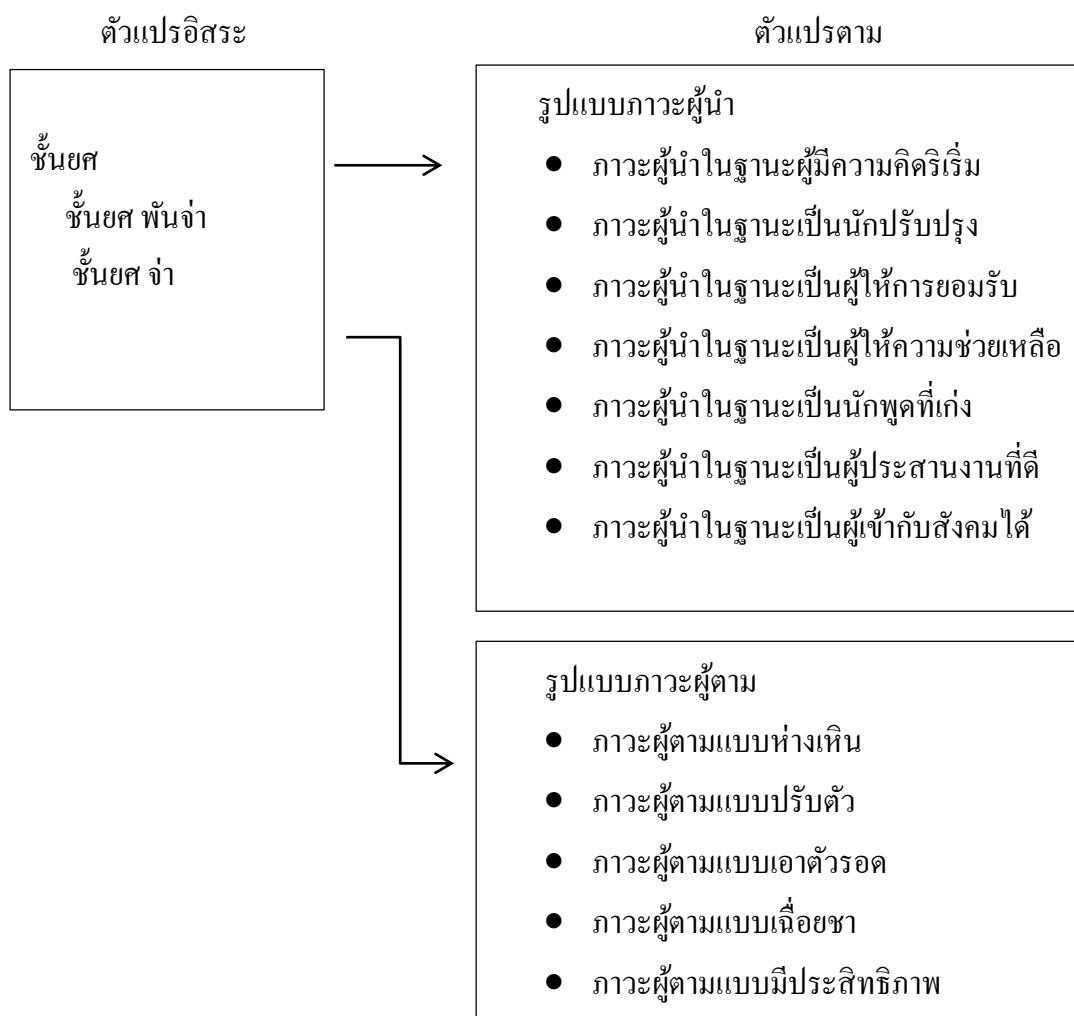 ตัวแปรอิสระ
ตัวแปรตาม
ชั้นยศ
ชั้นยศ พันจ่า
ชั้นยศ จ่า
รูปแบบภาวะผู้นำ
● ภาวะผู้นำในฐานะผู้มีความคิดริเริ่ม
● ภาวะผู้นำในฐานะเป็นนักปรับปรุง
● ภาวะผู้นำในฐานะเป็นผู้ให้การยอมรับ
● ภาวะผู้นำในฐานะเป็นผู้ให้ความช่วยเหลือ
● ภาวะผู้นำในฐานะเป็นนักพูดที่เก่ง
● ภาวะผู้นำในฐานะเป็นผู้ประสานงานที่ดี
● ภาวะผู้นำในฐานะเป็นผู้เข้ากับสังคมได้
รูปแบบภาวะผู้ตาม
● ภาวะผู้ตามแบบห่างเหิน
● ภาวะผู้ตามแบบปรับตัว
● ภาวะผู้ตามแบบเอาตัวรอด
● ภาวะผู้ตามแบบเฉื่อยชา
● ภาวะผู้ตามแบบมีประสิทธิภาพ